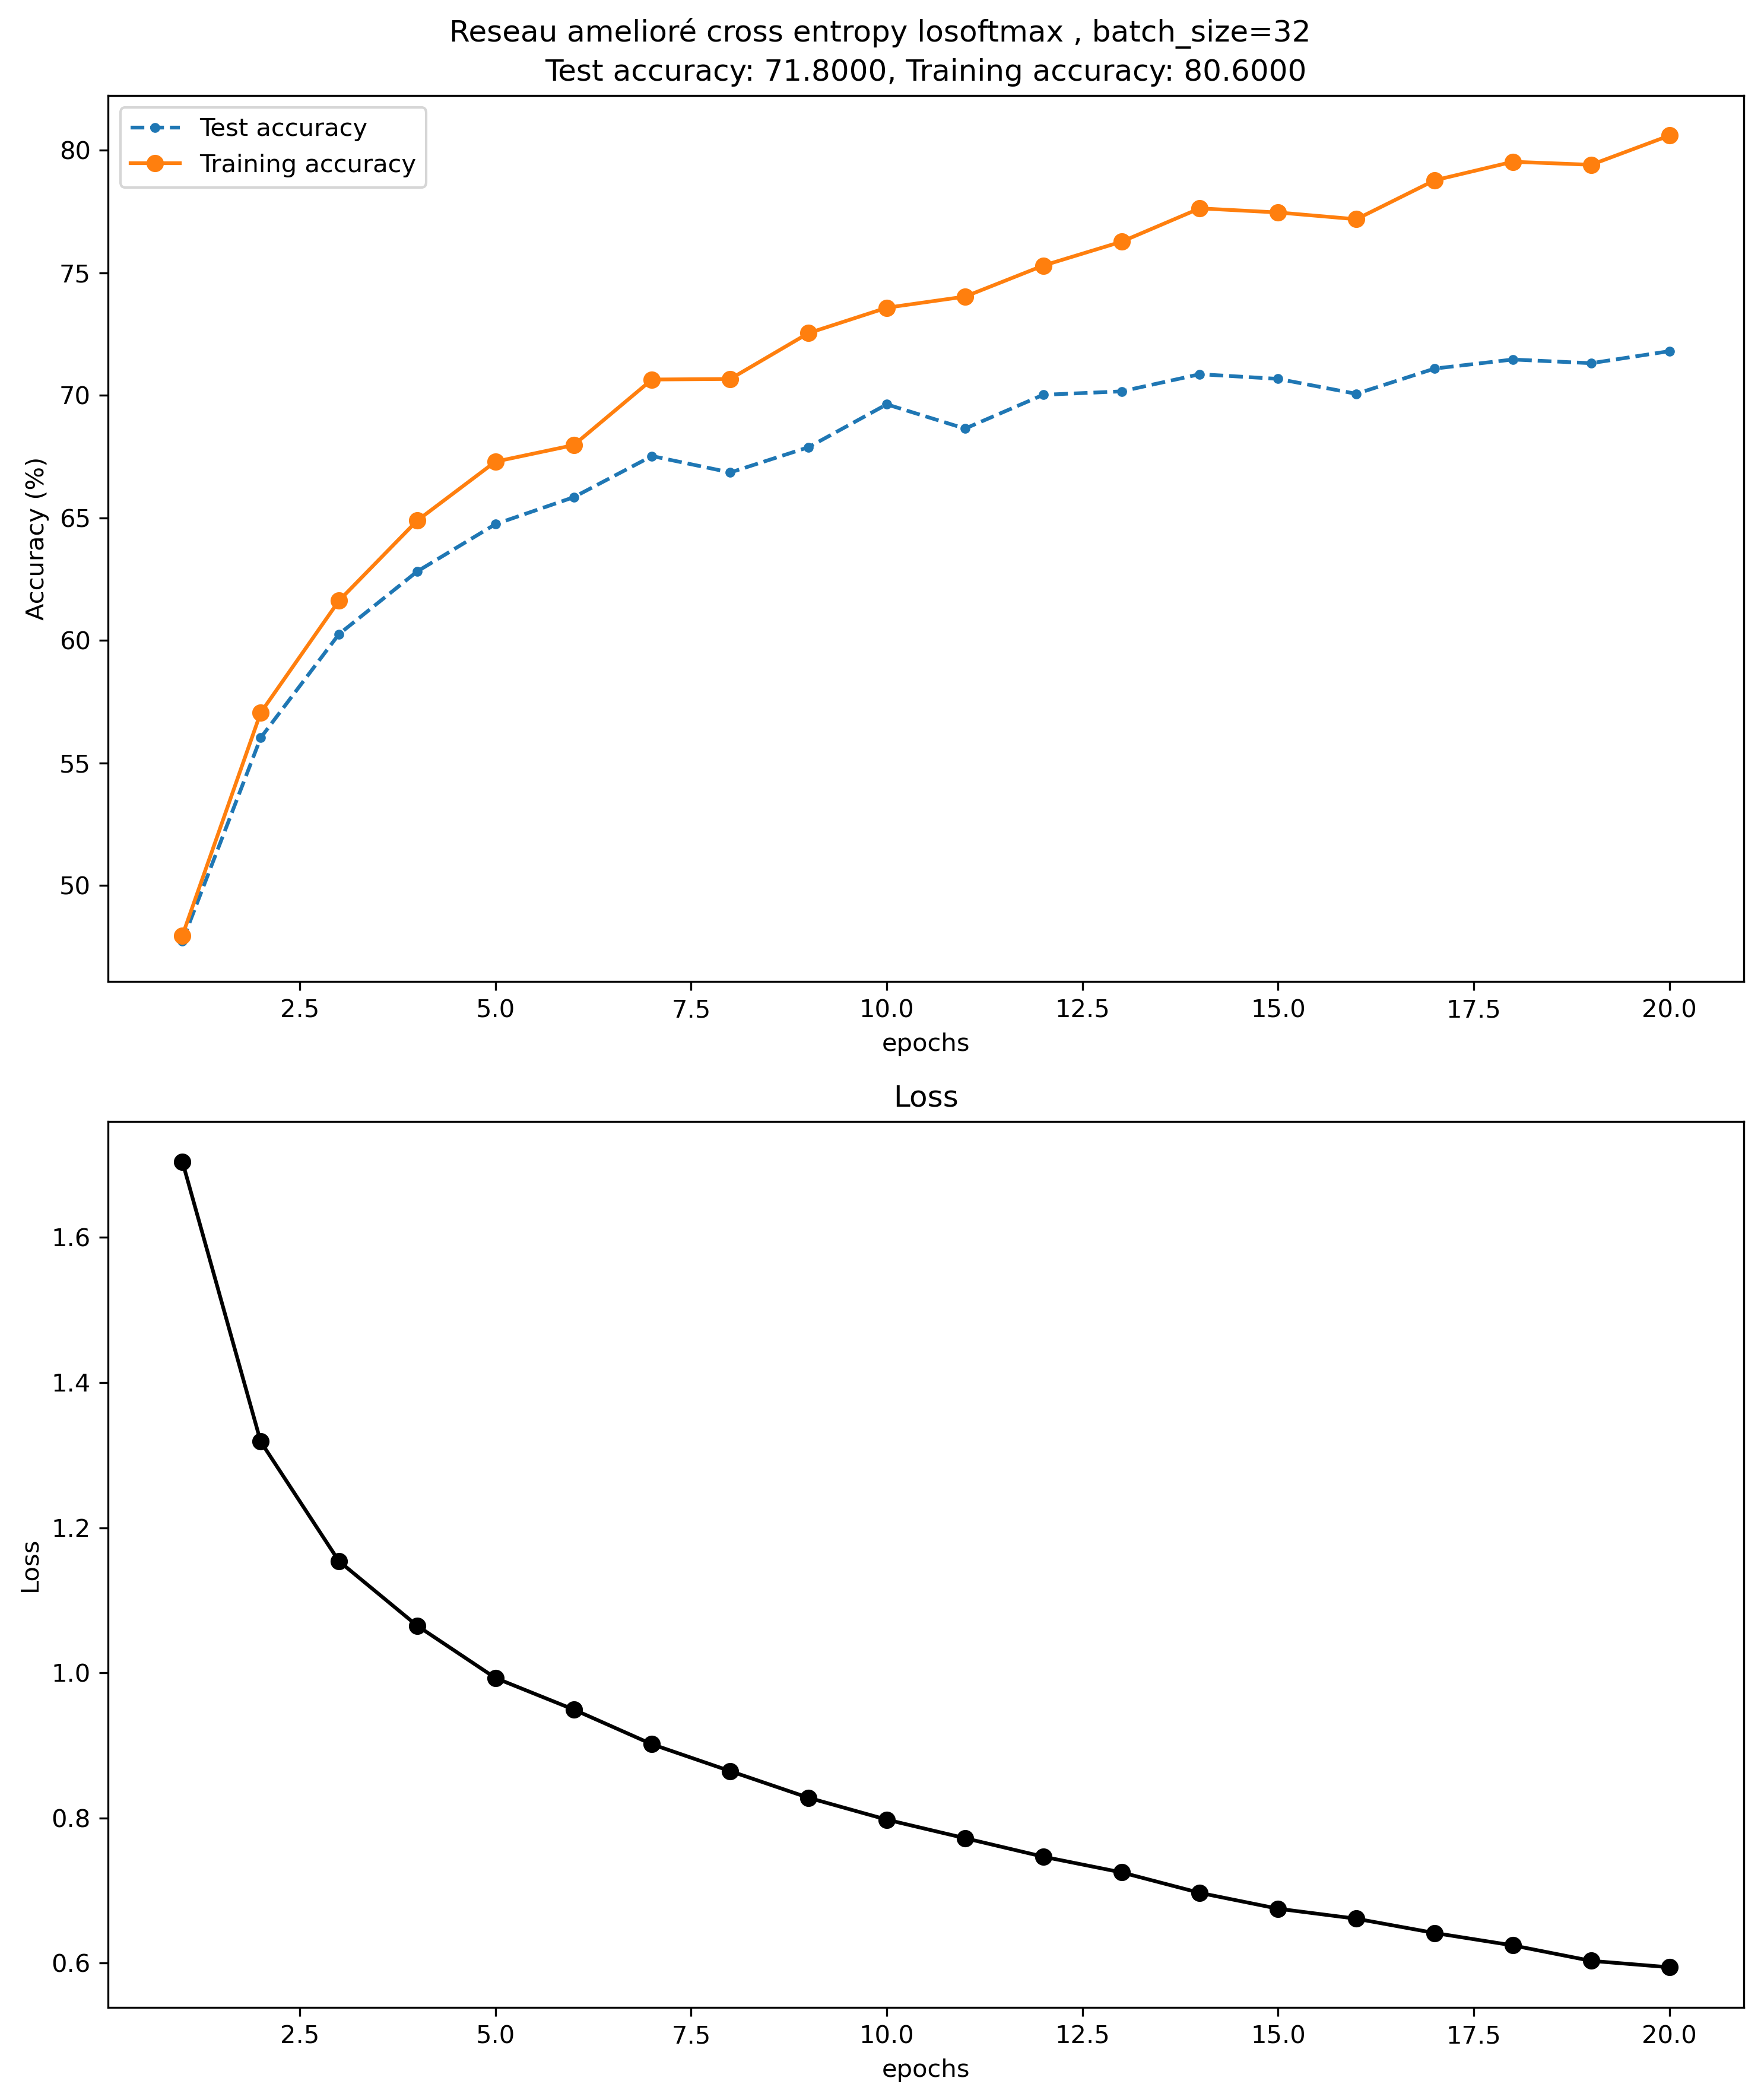 Reseau amelioré cross entropy losoftmax , batch_size=32
Test accuracy: 71.8000, Training accuracy: 80.6000
Test accuracy
Training accuracy
80
75
70
65
60
55
50
Accuracy (%)
2.5 5.0 7.5 10.0 12.5 15.0 17.5 20.0
epochs
Loss
1.6
1.4
1.2
1.0
0.8
0.6
Loss
2.5 5.0 7.5 10.0 12.5 15.0 17.5 20.0
epochs